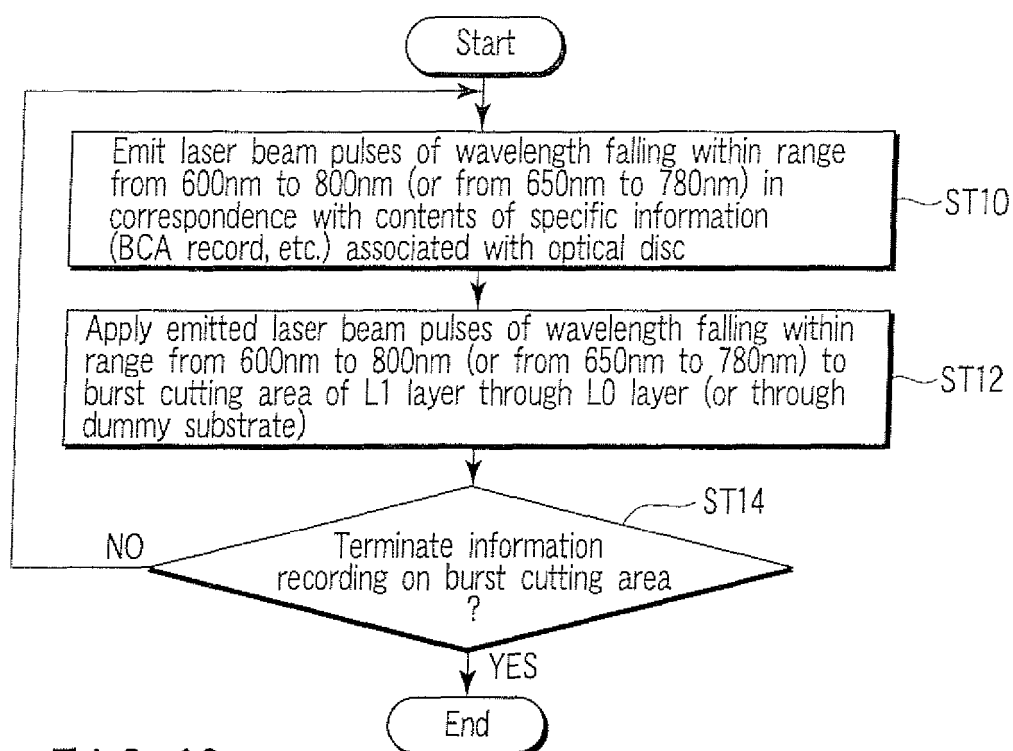 Start
Emit laser beam pulses of wavelength falling within range
from 600nm to 800nm (or from 650nm to 780nm) in
correspondence with contents of specific information
(BCA record, etc.) associated with optical disc
ST10
Apply emitted laser beam pulses of wavelength falling within
range from 600nm to 800nm (or from 650nm to 780nm) to
burst cutting area of L1 layer through L0 layer (or through
dummy substrate)
ST12
ST14
NO
Terminate information
recording on burst cutting area
?
YES
End